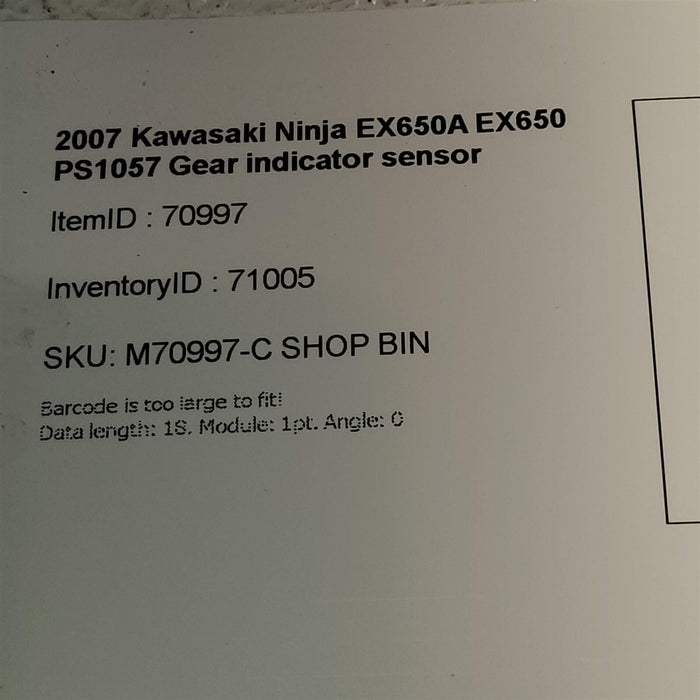 2007 Kawasaki Ninja EX650A EX650
PS1057 Gear indicator sensor
ItemID : 70997
InventoryID : 71005
SKU: M70997-C SHOP BIN
Barcode is too large to fit!
Data length: 18. Module: 1pt. Angle: 0